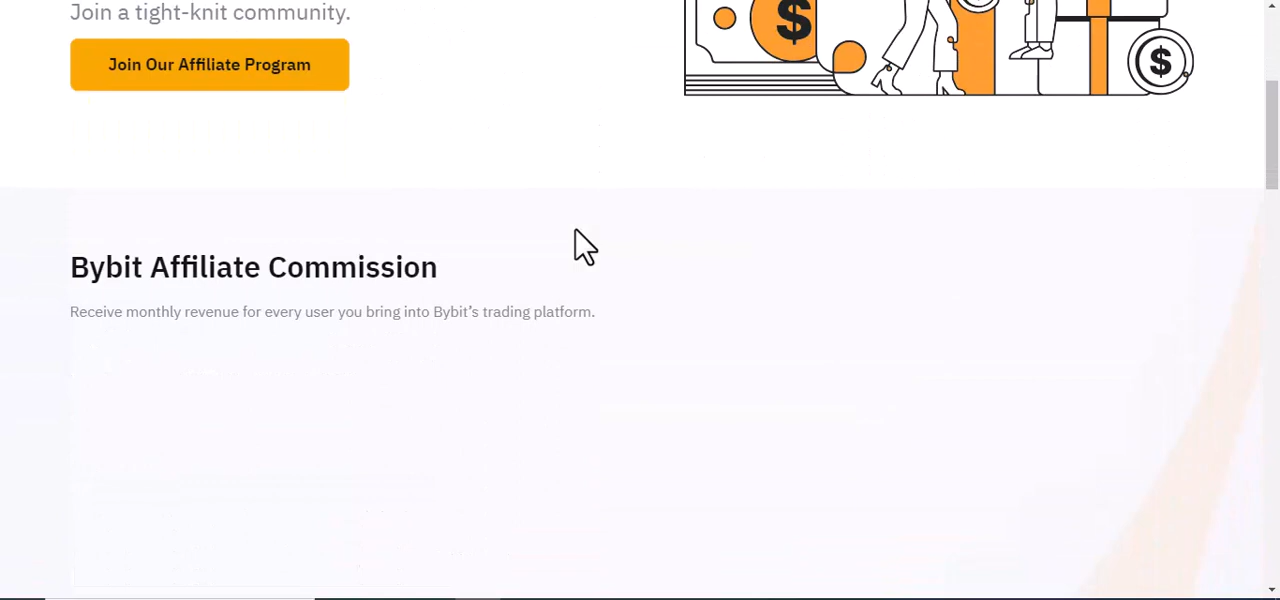 Join a tight-knit community.
Join Our Affiliate Program
$
$
Bybit Affiliate Commission
Receive monthly revenue for every user you bring into Bybit’s trading platform.